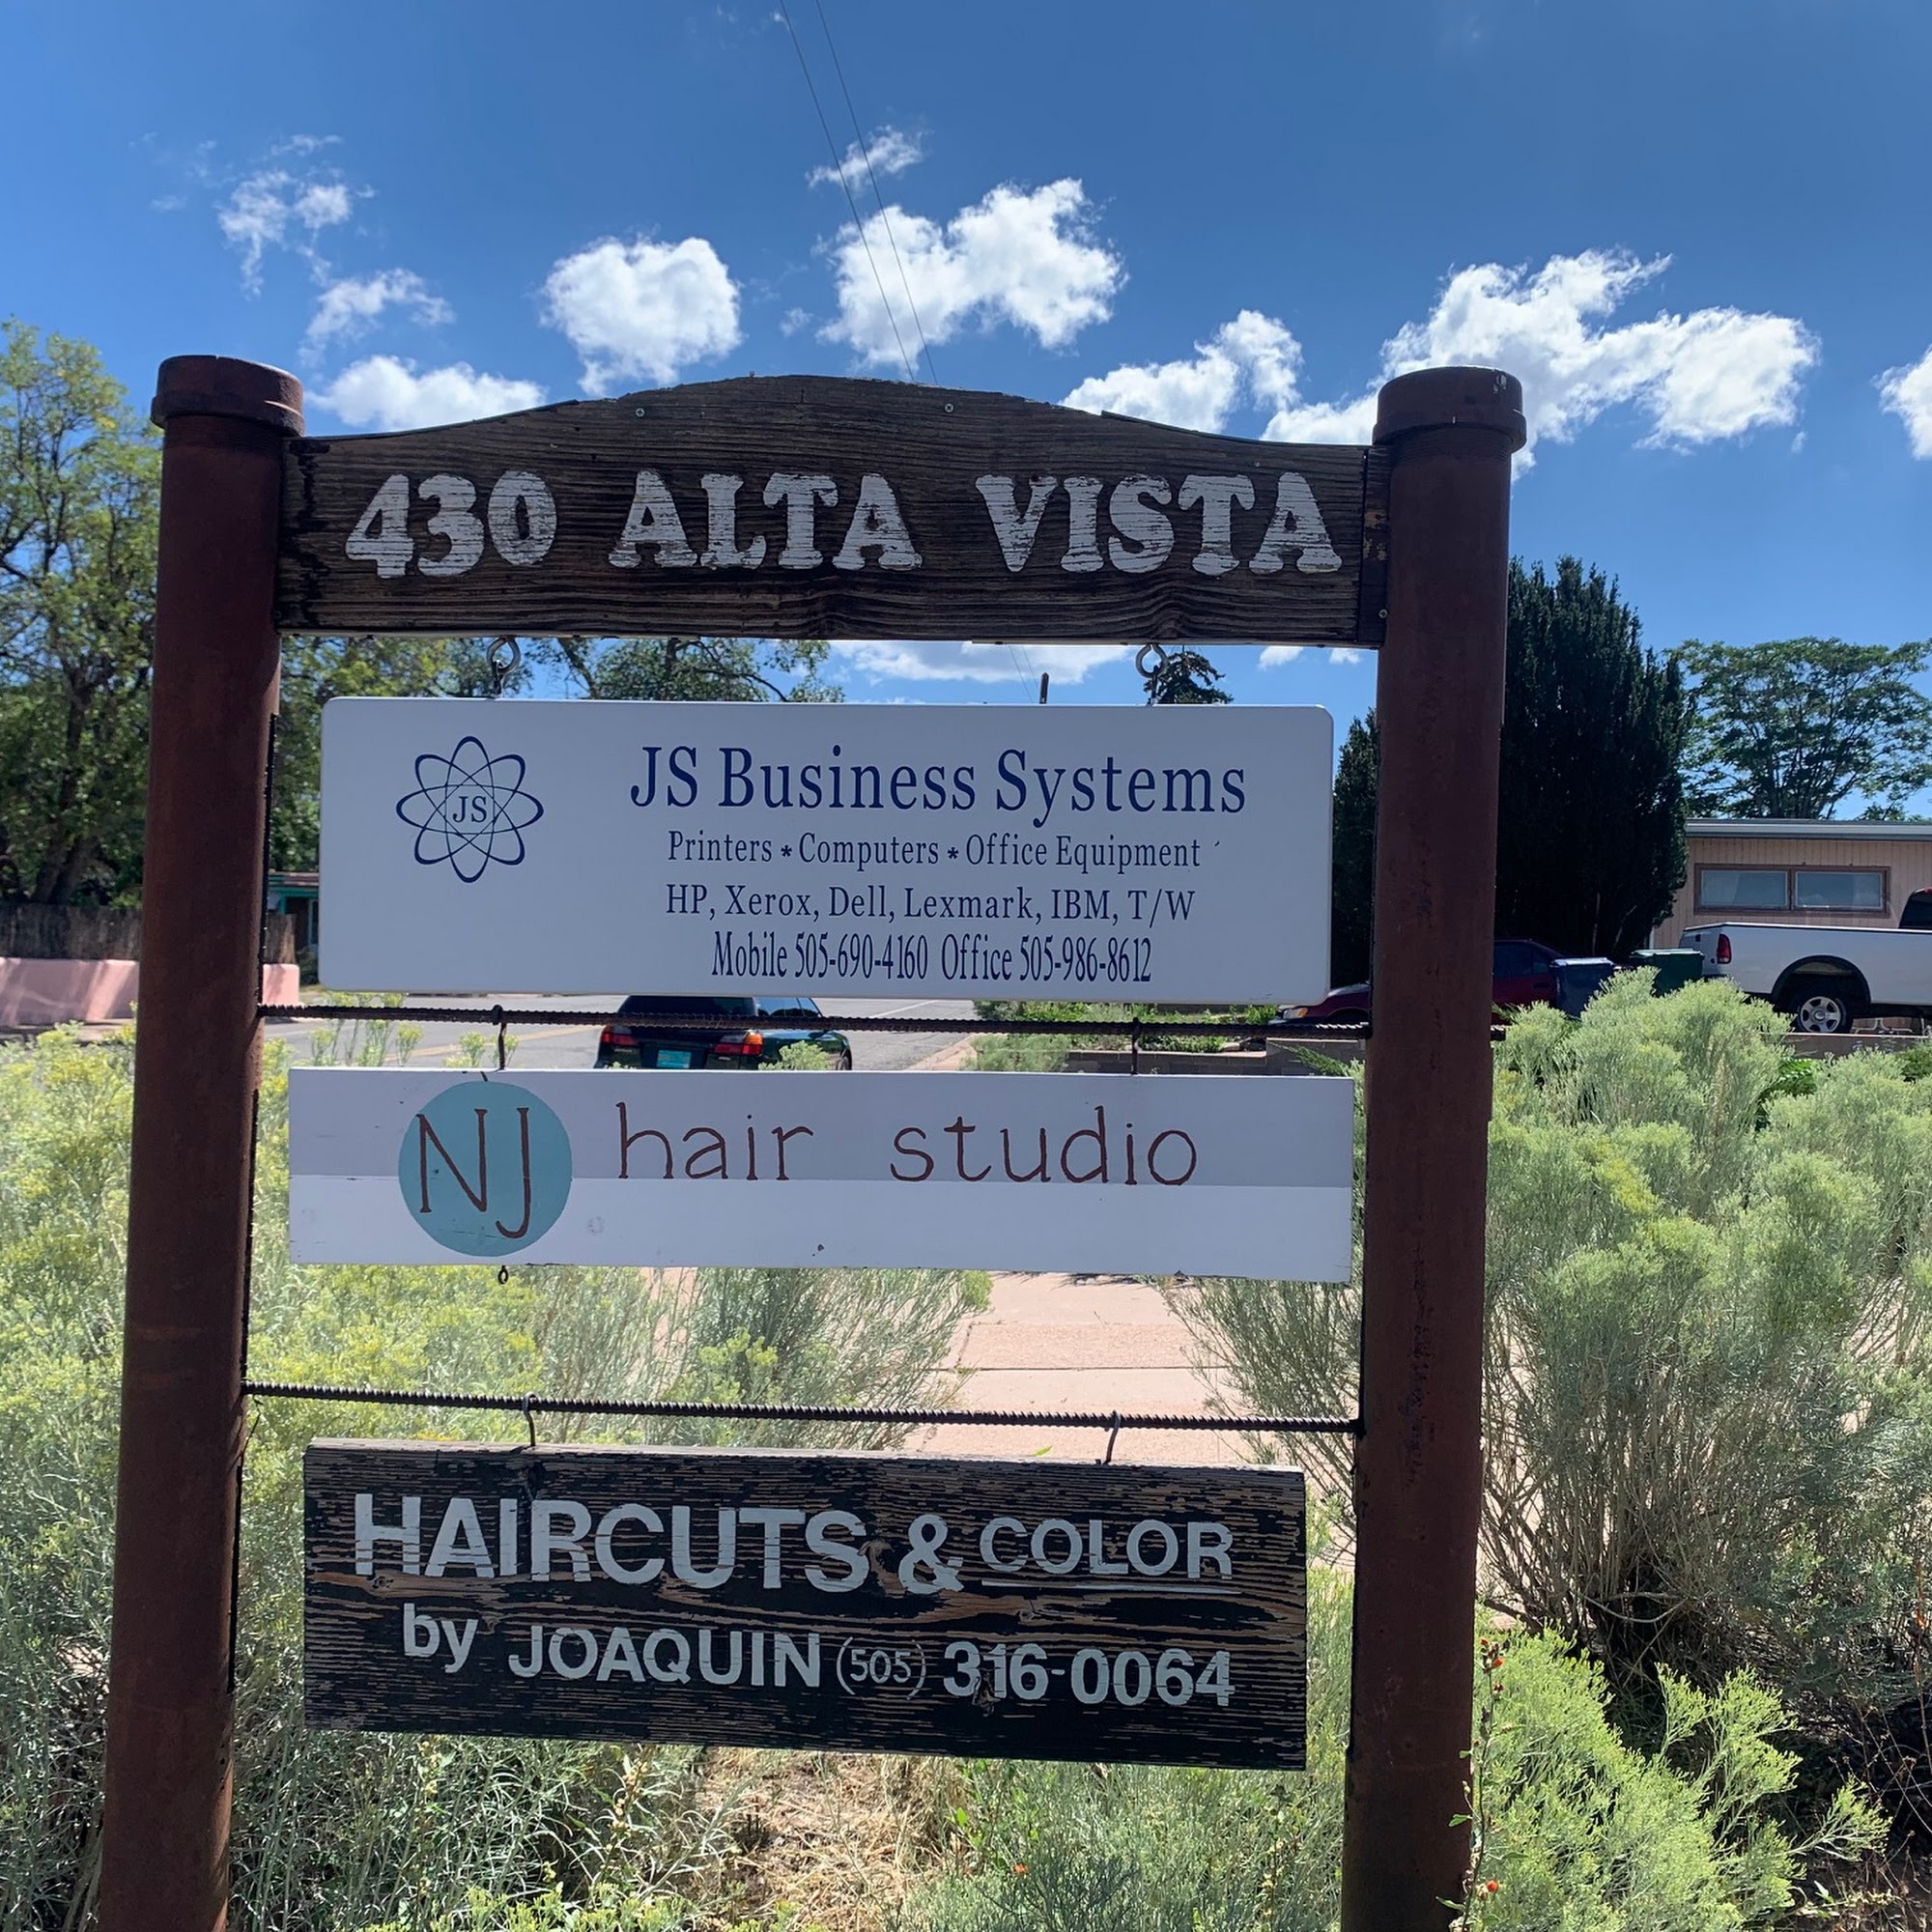 430 ALTA VISTA
JS
JS Business Systems
Printers * Computers * Office Equipment
HP, Xerox, Dell, Lexmark, IBM, T/W
Mobile 505-690-4160 Office 505-986-8612
NJ hair studio
HAIRCUTS & COLOR
by JOAQUIN (505) 316-0064